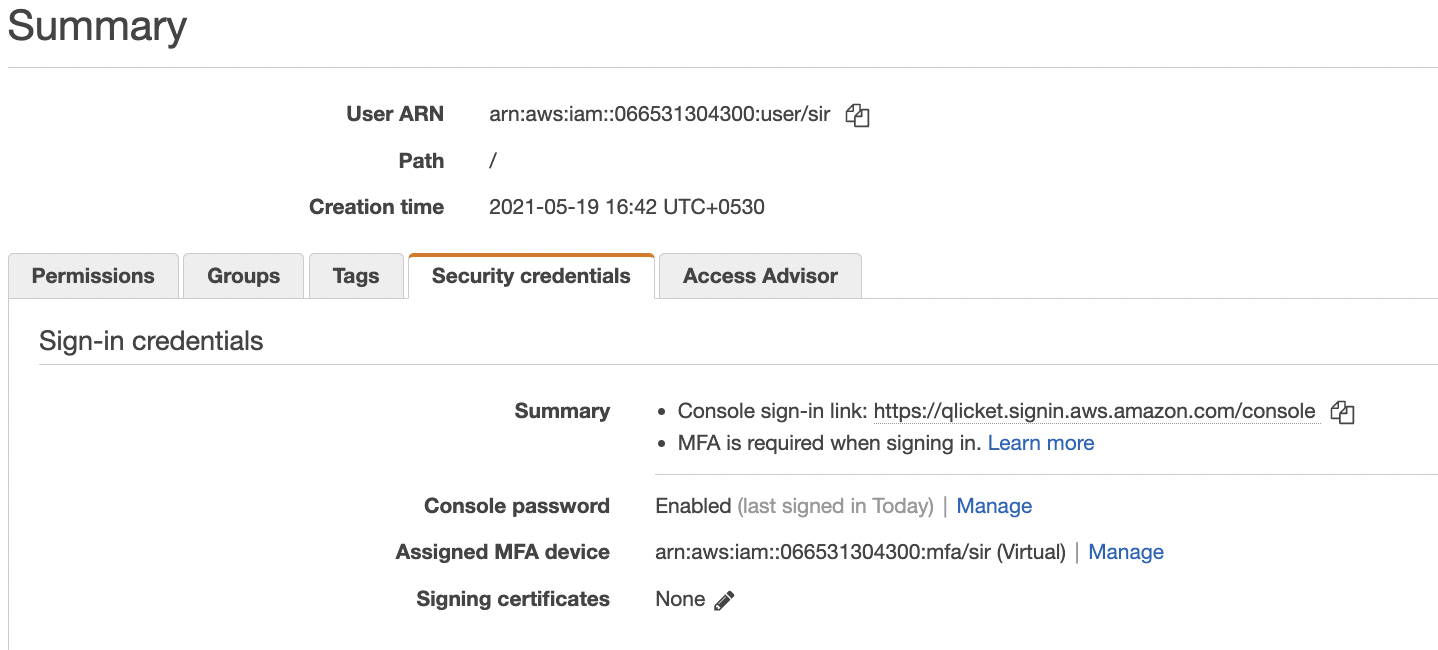 Summary
User ARN arn:aws:iam::066531304300:user/sir
Path /
Creation time 2021-05-19 16:42 UTC+0530
Permissions Groups Tags Security credentials Access Advisor
Sign-in credentials
Summary • Console sign-in link: https://qlicket.signin.aws.amazon.com/console
• MFA is required when signing in. Learn more
Console password Enabled (last signed in Today) | Manage
Assigned MFA device arn:aws:iam::066531304300:mfa/sir (Virtual) | Manage
Signing certificates None